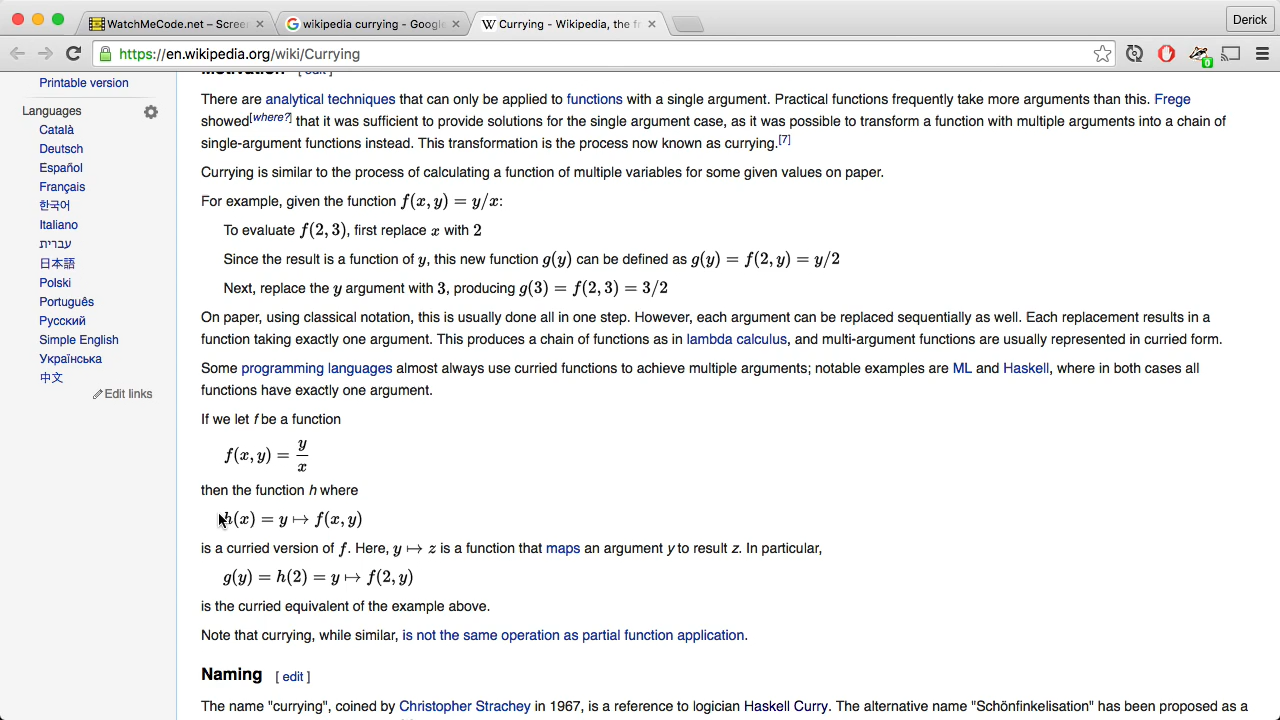 WatchMeCode.net – Scree
wikipedia currying - Google
W Currying - Wikipedia, the fr
Derick
https://en.wikipedia.org/wiki/Currying
0
Printable version
Languages
Català
Deutsch
Español
Français
한국어
Italiano
עברית
日本語
Polski
Português
Русский
Simple English
Українська
中文
Edit links
Motivation [ edit ]
There are analytical techniques that can only be applied to functions with a single argument. Practical functions frequently take more arguments than this. Frege
showed[where?] that it was sufficient to provide solutions for the single argument case, as it was possible to transform a function with multiple arguments into a chain of
single-argument functions instead. This transformation is the process now known as currying.[7]
Currying is similar to the process of calculating a function of multiple variables for some given values on paper.
For example, given the function f(x, y) = y/x:
To evaluate f(2, 3), first replace x with 2
Since the result is a function of y, this new function g(y) can be defined as g(y) = f(2, y) = y/2
Next, replace the y argument with 3, producing g(3) = f(2, 3) = 3/2
On paper, using classical notation, this is usually done all in one step. However, each argument can be replaced sequentially as well. Each replacement results in a
function taking exactly one argument. This produces a chain of functions as in lambda calculus, and multi-argument functions are usually represented in curried form.
Some programming languages almost always use curried functions to achieve multiple arguments; notable examples are ML and Haskell, where in both cases all
functions have exactly one argument.
If we let f be a function
f(x, y) = y/x
then the function h where
h(x) = y ↦ f(x, y)
is a curried version of f. Here, y ↦ z is a function that maps an argument y to result z. In particular,
g(y) = h(2) = y ↦ f(2, y)
is the curried equivalent of the example above.
Note that currying, while similar, is not the same operation as partial function application.
Naming [ edit ]
The name "currying", coined by Christopher Strachey in 1967, is a reference to logician Haskell Curry. The alternative name "Schönfinkelisation" has been proposed as a